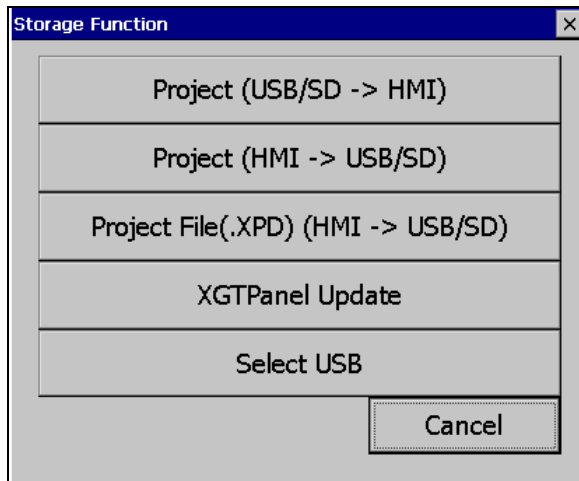 Storage Function
Project (USB/SD -> HMI)
Project (HMI -> USB/SD)
Project File(.XPD) (HMI -> USB/SD)
XGTPanel Update
Select USB
Cancel